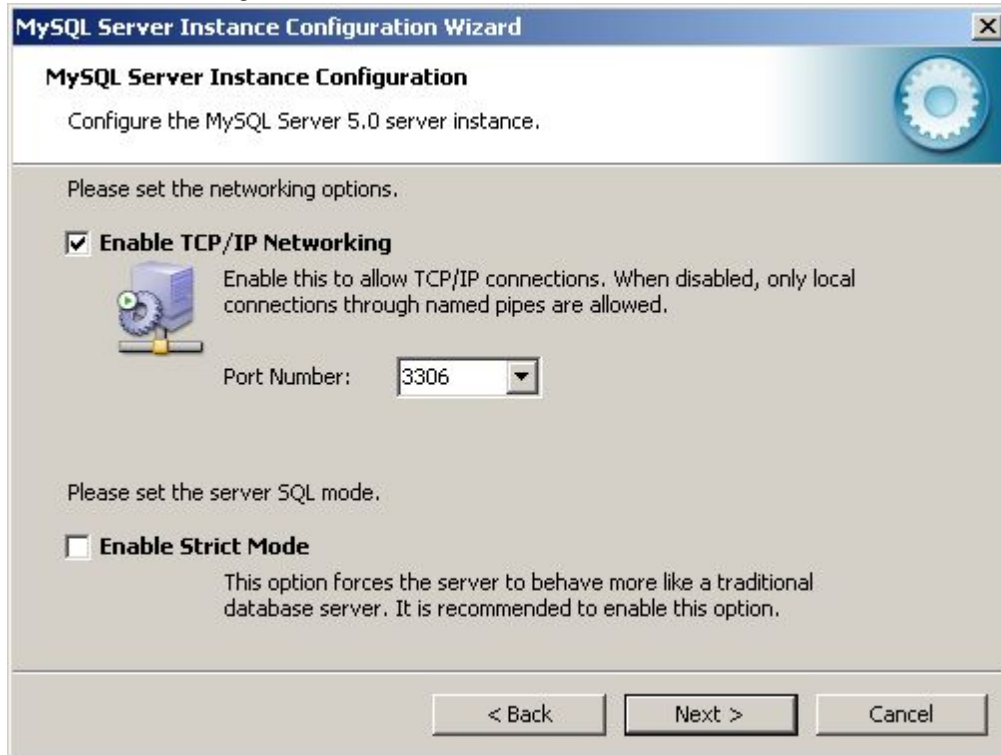 MySQL Server Instance Configuration Wizard
MySQL Server Instance Configuration
Configure the MySQL Server 5.0 server instance.
Please set the networking options.
Enable TCP/IP Networking
Enable this to allow TCP/IP connections. When disabled, only local
connections through named pipes are allowed.
Port Number: 3306
Please set the server SQL mode.
Enable Strict Mode
This option forces the server to behave more like a traditional
database server. It is recommended to enable this option.
< Back Next > Cancel